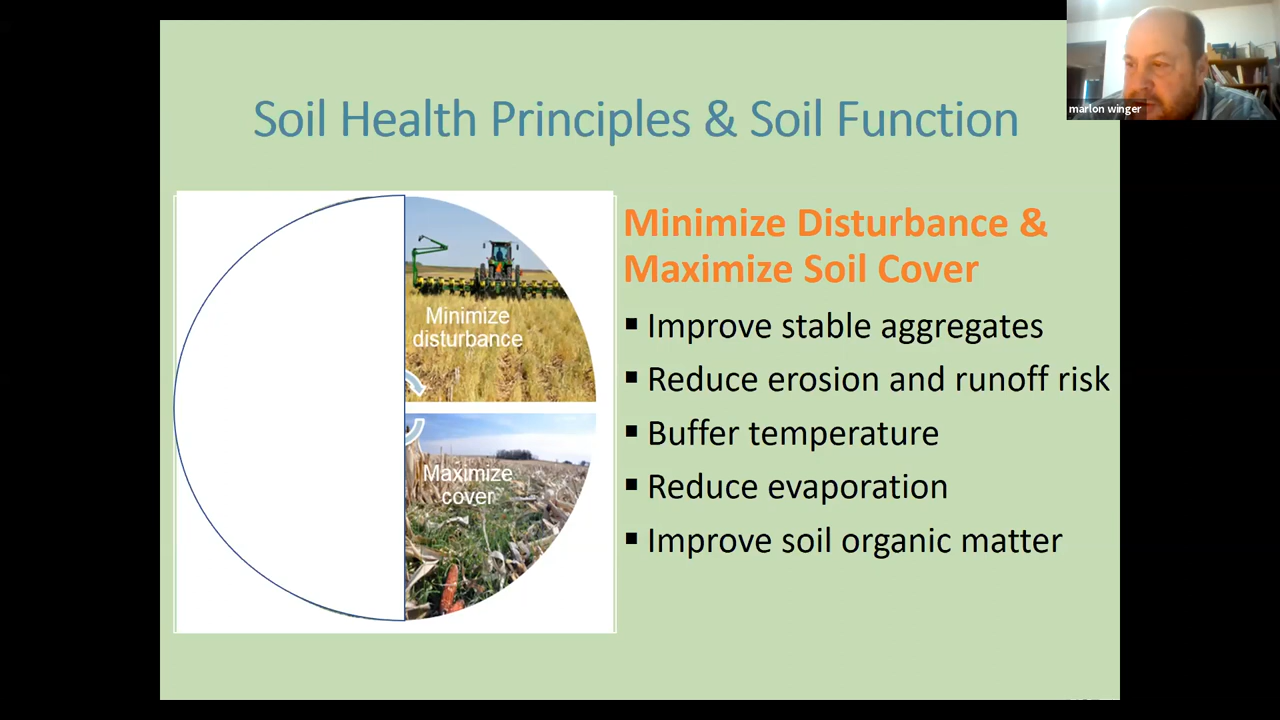 marlon winger
Soil Health Principles & Soil Function
Minimize
disturbance
Maximize
cover
Minimize Disturbance &
Maximize Soil Cover
▪ Improve stable aggregates
▪ Reduce erosion and runoff risk
▪ Buffer temperature
▪ Reduce evaporation
▪ Improve soil organic matter